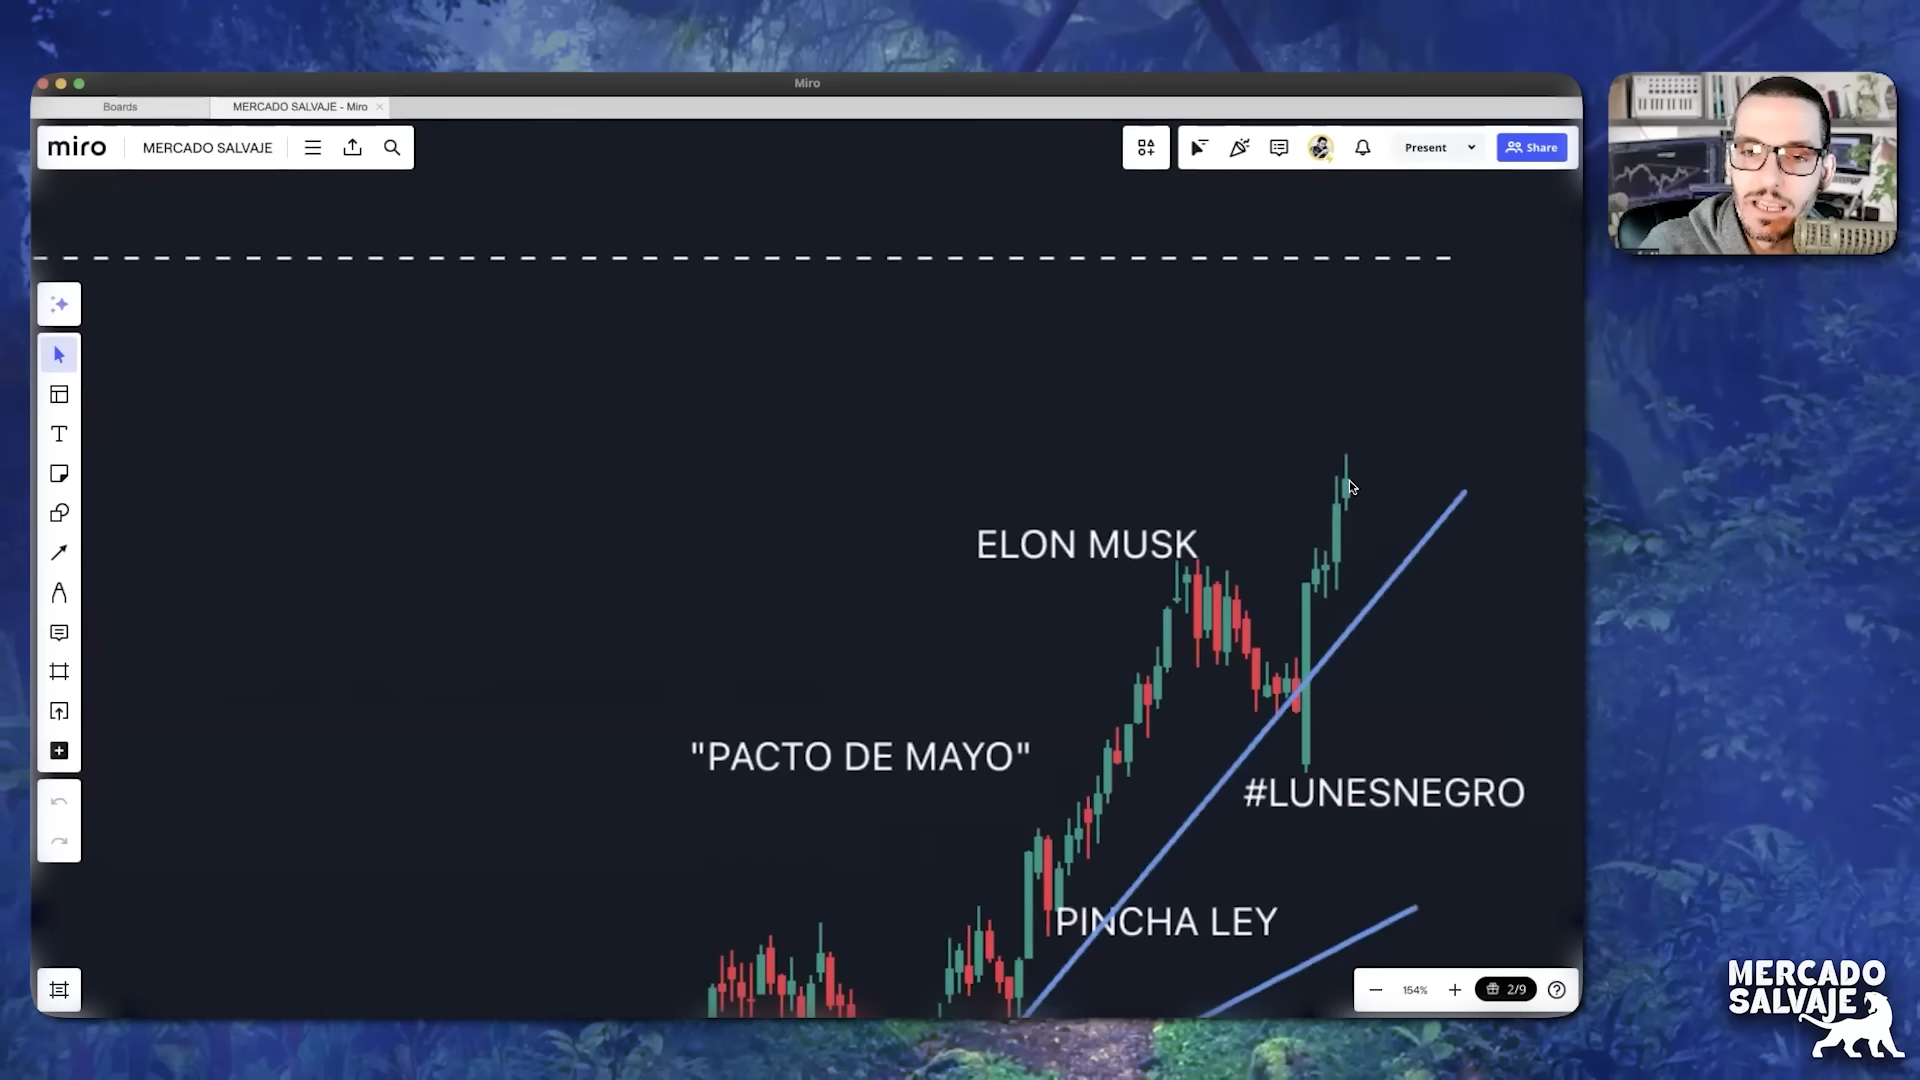 Miro
Boards
MERCADO SALVAJE - Miro
miro
MERCADO SALVAJE
Present
Share
ELON MUSK
"PACTO DE MAYO"
#LUNESNEGRO
PINCHA LEY
154%
2/9
MERCADO
SALVAJE